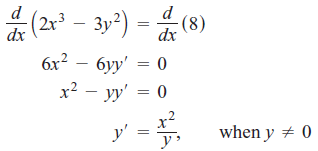 d/dx (2x³ − 3y²) = d/dx (8)
6x² − 6yy′ = 0
x² − yy′ = 0
y′ = x²/y, when y ≠ 0